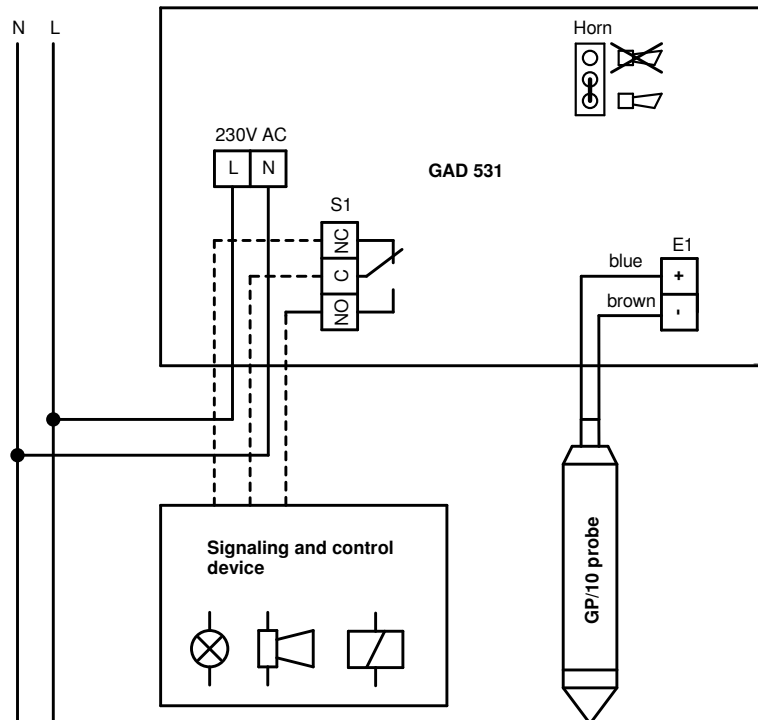 N L
Horn
230V AC
L N
GAD 531
S1
NC
C
NO
E1
blue
+
brown
-
Signaling and control
device
GP/10 probe